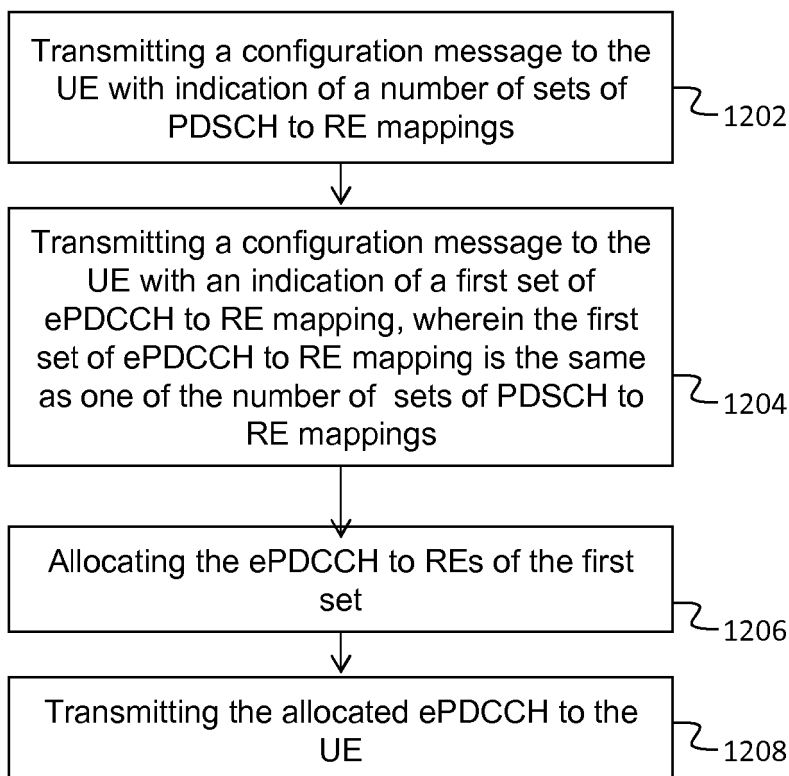 Transmitting a configuration message to the
UE with indication of a number of sets of
PDSCH to RE mappings
1202
Transmitting a configuration message to the
UE with an indication of a first set of
ePDCCH to RE mapping, wherein the first
set of ePDCCH to RE mapping is the same
as one of the number of sets of PDSCH to
RE mappings
1204
Allocating the ePDCCH to REs of the first
set
1206
Transmitting the allocated ePDCCH to the
UE
1208